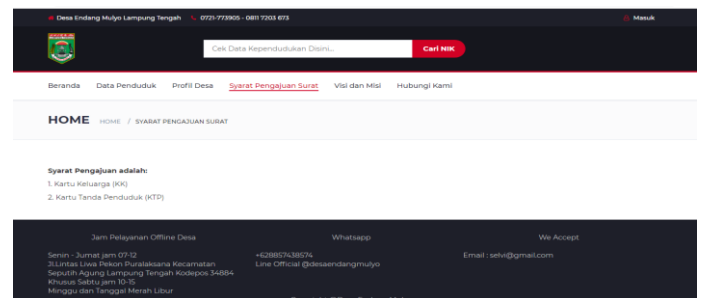 Desa Endang Mulyo Lampung Tengah 0721-773905 - 0811 7203 673 Masuk
Cek Data Kependudukan Disini... Cari NIK
Beranda Data Penduduk Profil Desa Syarat Pengajuan Surat Visi dan Misi Hubungi Kami
HOME HOME / SYARAT PENGAJUAN SURAT
Syarat Pengajuan adalah:
1. Kartu Keluarga (KK)
2. Kartu Tanda Penduduk (KTP)
Jam Pelayanan Offline Desa Whatsapp We Accept
Senin - Jumat jam 07-12 +628857438574 Email : selvi@gmail.com
Jl.Lintas Liwa Pekon Puralaksana Kecamatan Line Official @desaendangmulyo
Seputih Agung Lampung Tengah Kodepos 34884
Khusus Sabtu jam 10-15
Minggu dan Tanggal Merah Libur